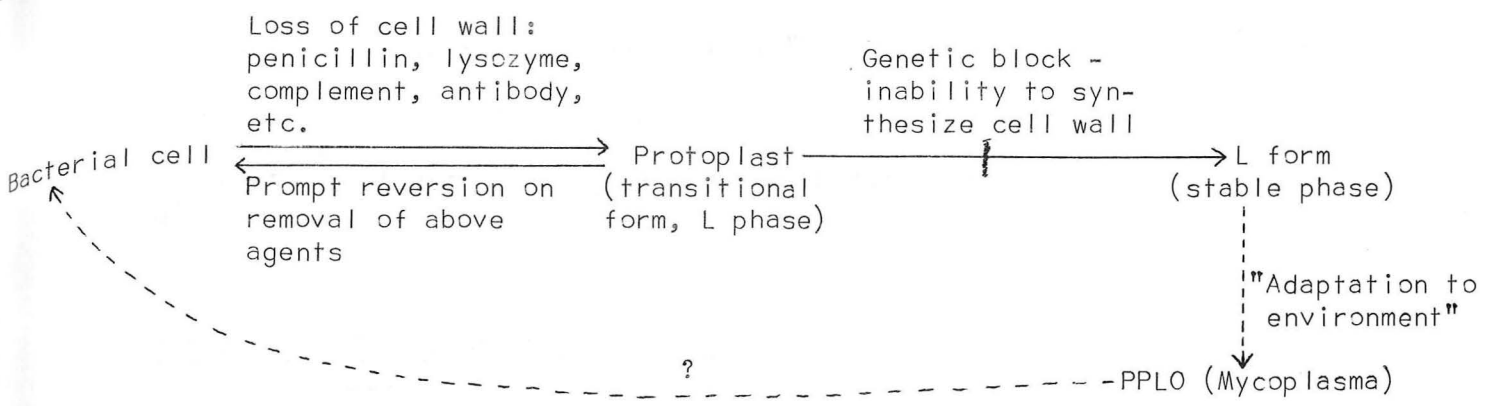 Loss of cell wall:
penicillin, lysozyme,
complement, antibody,
etc.
Genetic block -
inability to syn-
thesize cell wall
Bacterial cell
Protoplast
(transitional
form, L phase)
L form
(stable phase)
Prompt reversion on
removal of above
agents
"Adaptation to
environment"
?
PPLO (Mycoplasma)